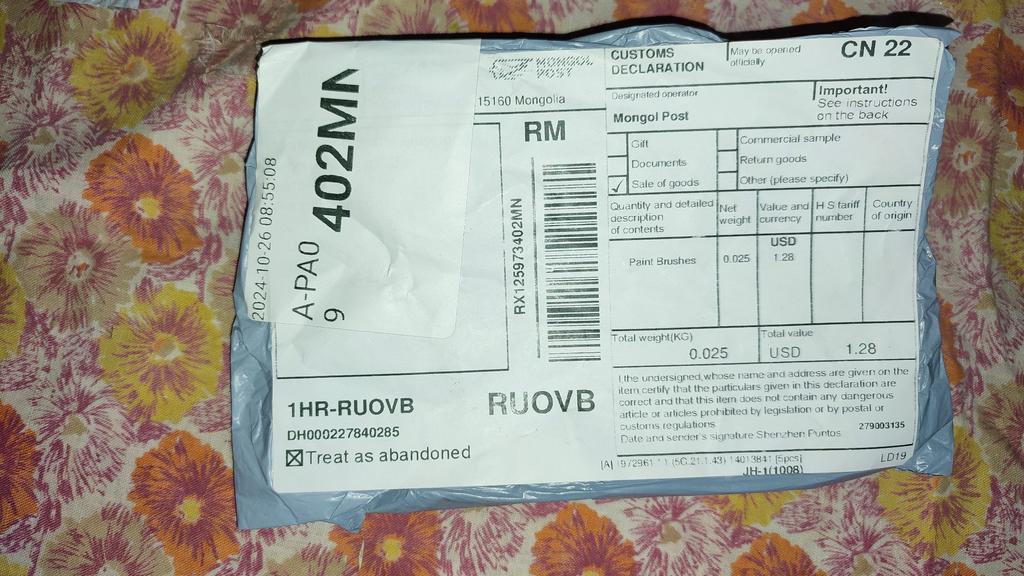 2024-10-26 08:55:08
A-PA0 402MN
9
MONGOL
POST
15160 Mongolia
RM
RX125973402MN
1HR-RUOVB
RUOVB
DH000227840285
☒Treat as abandoned
CUSTOMS
DECLARATION
May be opened
officially
CN 22
Designated operator
Mongol Post
Important!
See instructions
on the back
Gift
Commercial sample
Documents
Return goods
✓ Sale of goods
Other (please specify)
Quantity and detailed
description
of contents
Net
weight
Value and
currency
H S tariff
number
Country
of origin
USD
Paint Brushes 0.025 1.28
Total weight(KG)
0.025
Total value
USD 1.28
I the undersigned,whose name and address are given on the
item certify that the particulars given in this declaration are
correct and that this item does not contain any dangerous
article or articles prohibited by legislation or by postal or
customs regulations
279003135
Date and sender's signature Shenzhen Puntos
LD19
14013841 [5pcs]
JH-1(1008)